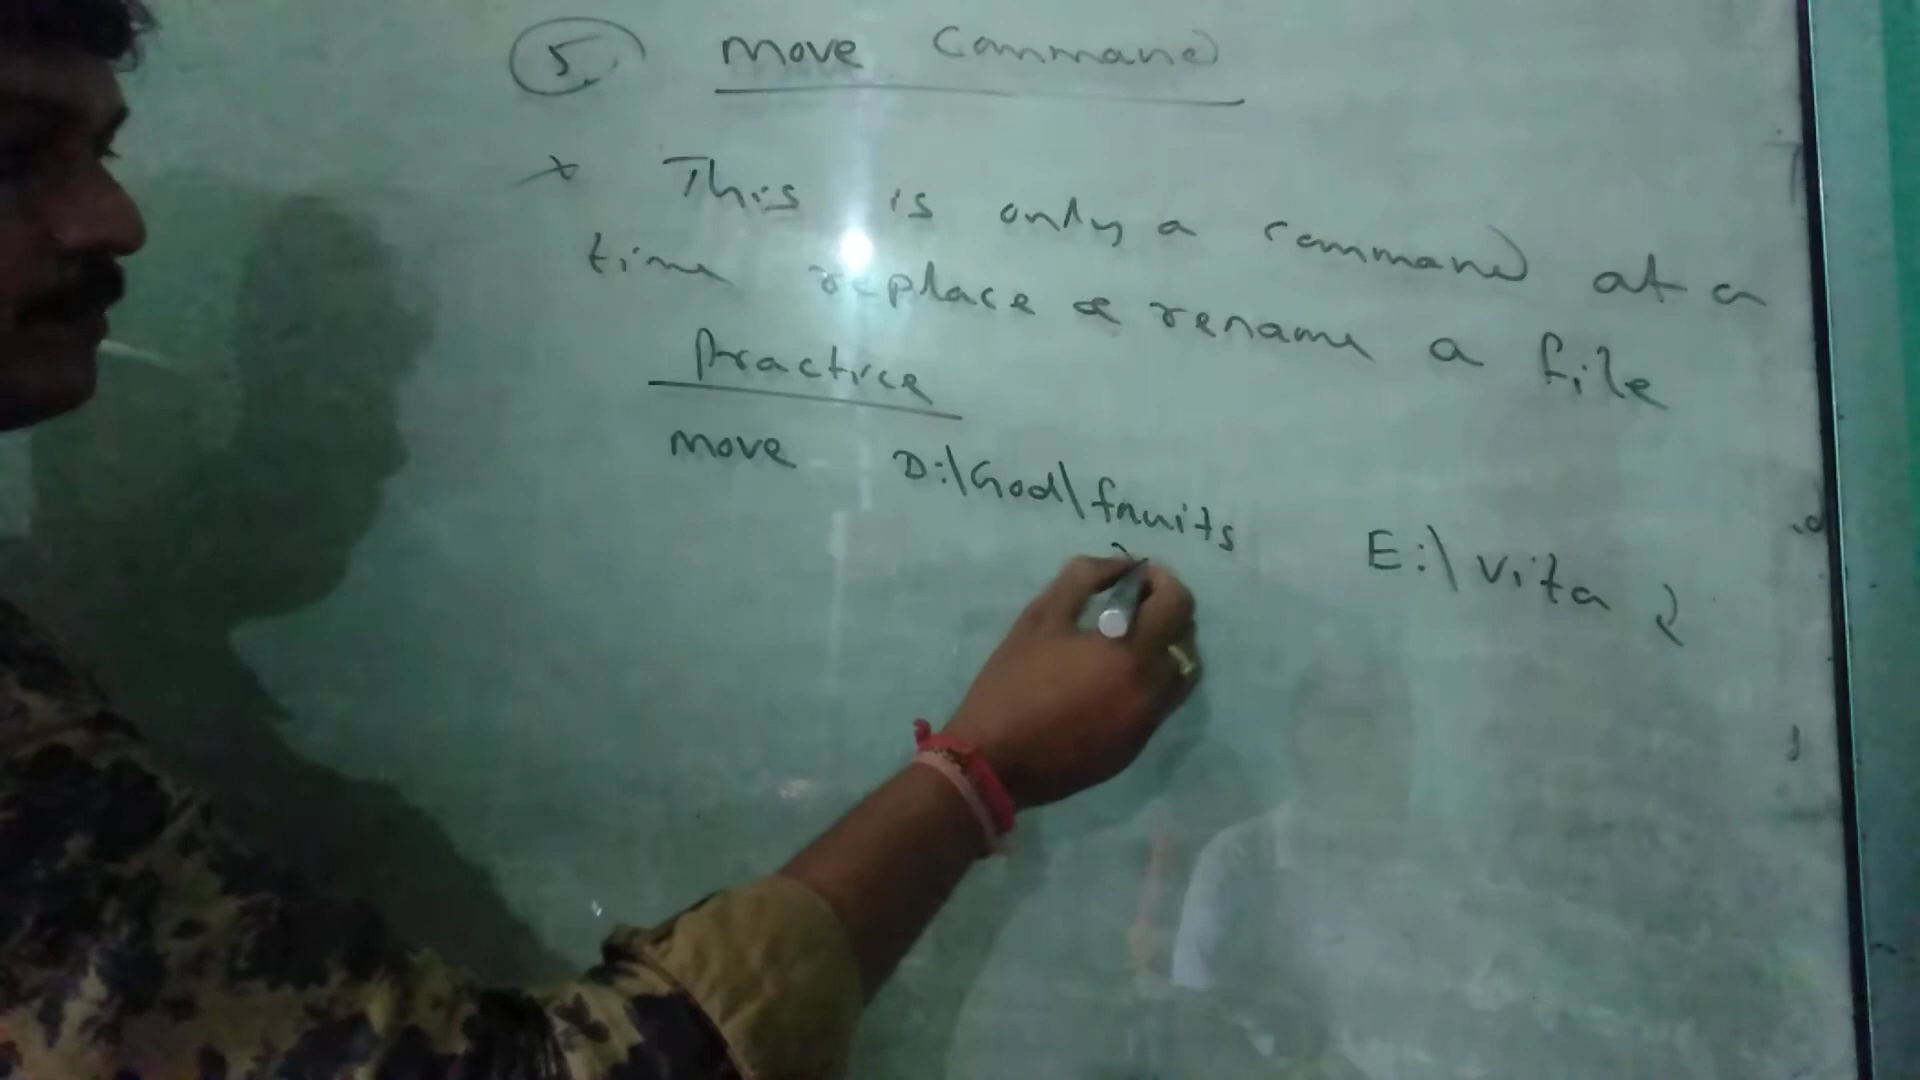 5. Move Command
* This is only a command at a
time replace & rename a file
Practice
move D:\God\fruits E:\vita